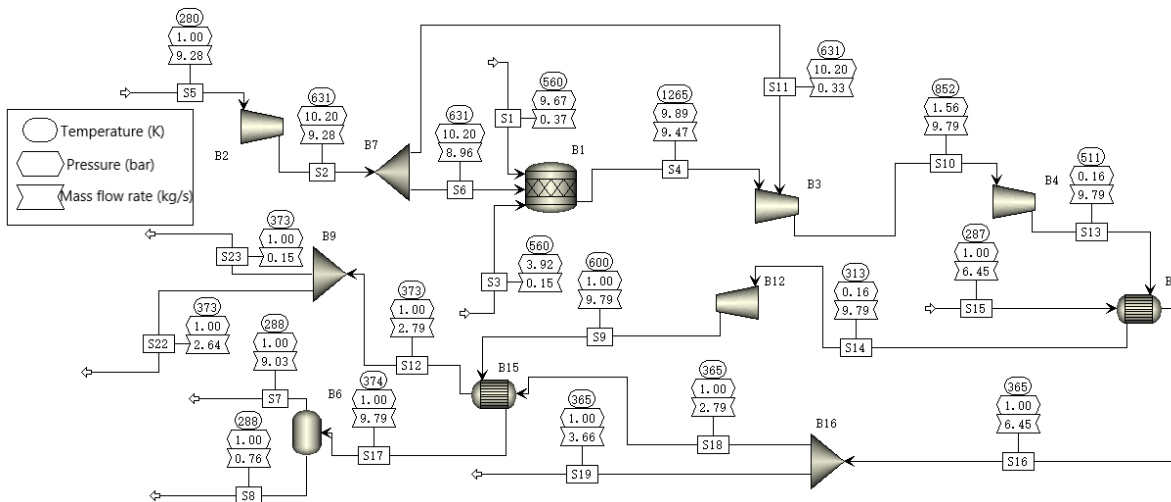 280
1.00
9.28
S5
B2
Temperature (K)
Pressure (bar)
Mass flow rate (kg/s)
631
10.20
9.28
S2
B7
631
10.20
8.96
S6
560
9.67
0.37
S1
B1
1265
9.89
9.47
S4
631
10.20
0.33
S11
B3
852
1.56
9.79
S10
B4
511
0.16
9.79
S13
373
1.00
0.15
S23
B9
560
3.92
0.15
S3
600
1.00
9.79
S9
B12
313
0.16
9.79
S14
287
1.00
6.45
S15
B
373
1.00
2.64
S22
373
1.00
2.79
S12
B15
288
1.00
9.03
S7
B6
374
1.00
9.79
S17
288
1.00
0.76
S8
365
1.00
3.66
S19
365
1.00
2.79
S18
B16
365
1.00
6.45
S16